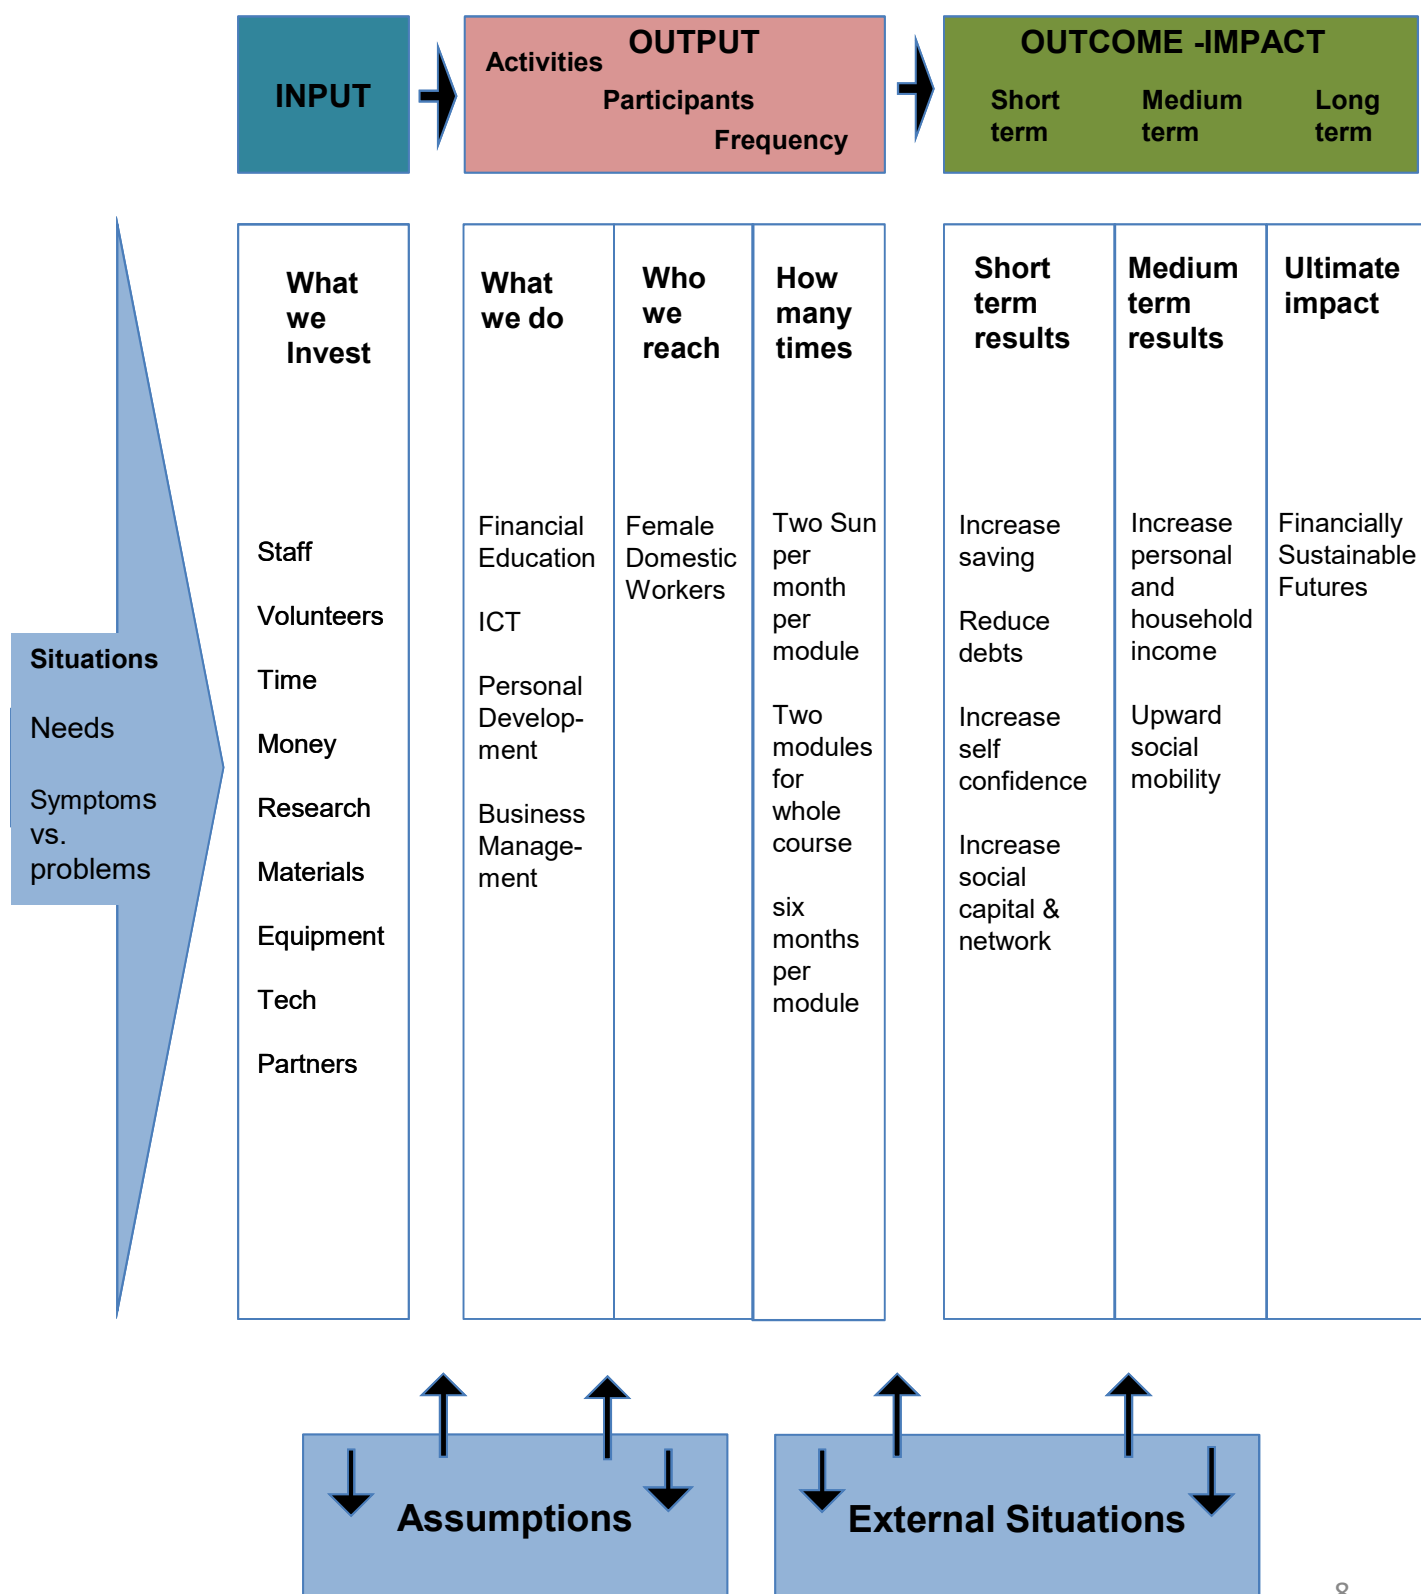 INPUT
OUTPUT
Activities
Participants
Frequency
OUTCOME -IMPACT
Short
term
Medium
term
Long
term
Situations
Needs
Symptoms
vs.
problems
What
we
Invest
Staff
Volunteers
Time
Money
Research
Materials
Equipment
Tech
Partners
What
we do
Financial
Education
ICT
Personal
Develop-
ment
Business
Manage-
ment
Who
we
reach
Female
Domestic
Workers
How
many
times
Two Sun
per
month
per
module
Two
modules
for
whole
course
six
months
per
module
Short
term
results
Increase
saving
Reduce
debts
Increase
self
confidence
Increase
social
capital &
network
Medium
term
results
Increase
personal
and
household
income
Upward
social
mobility
Ultimate
impact
Financially
Sustainable
Futures
Assumptions
External Situations